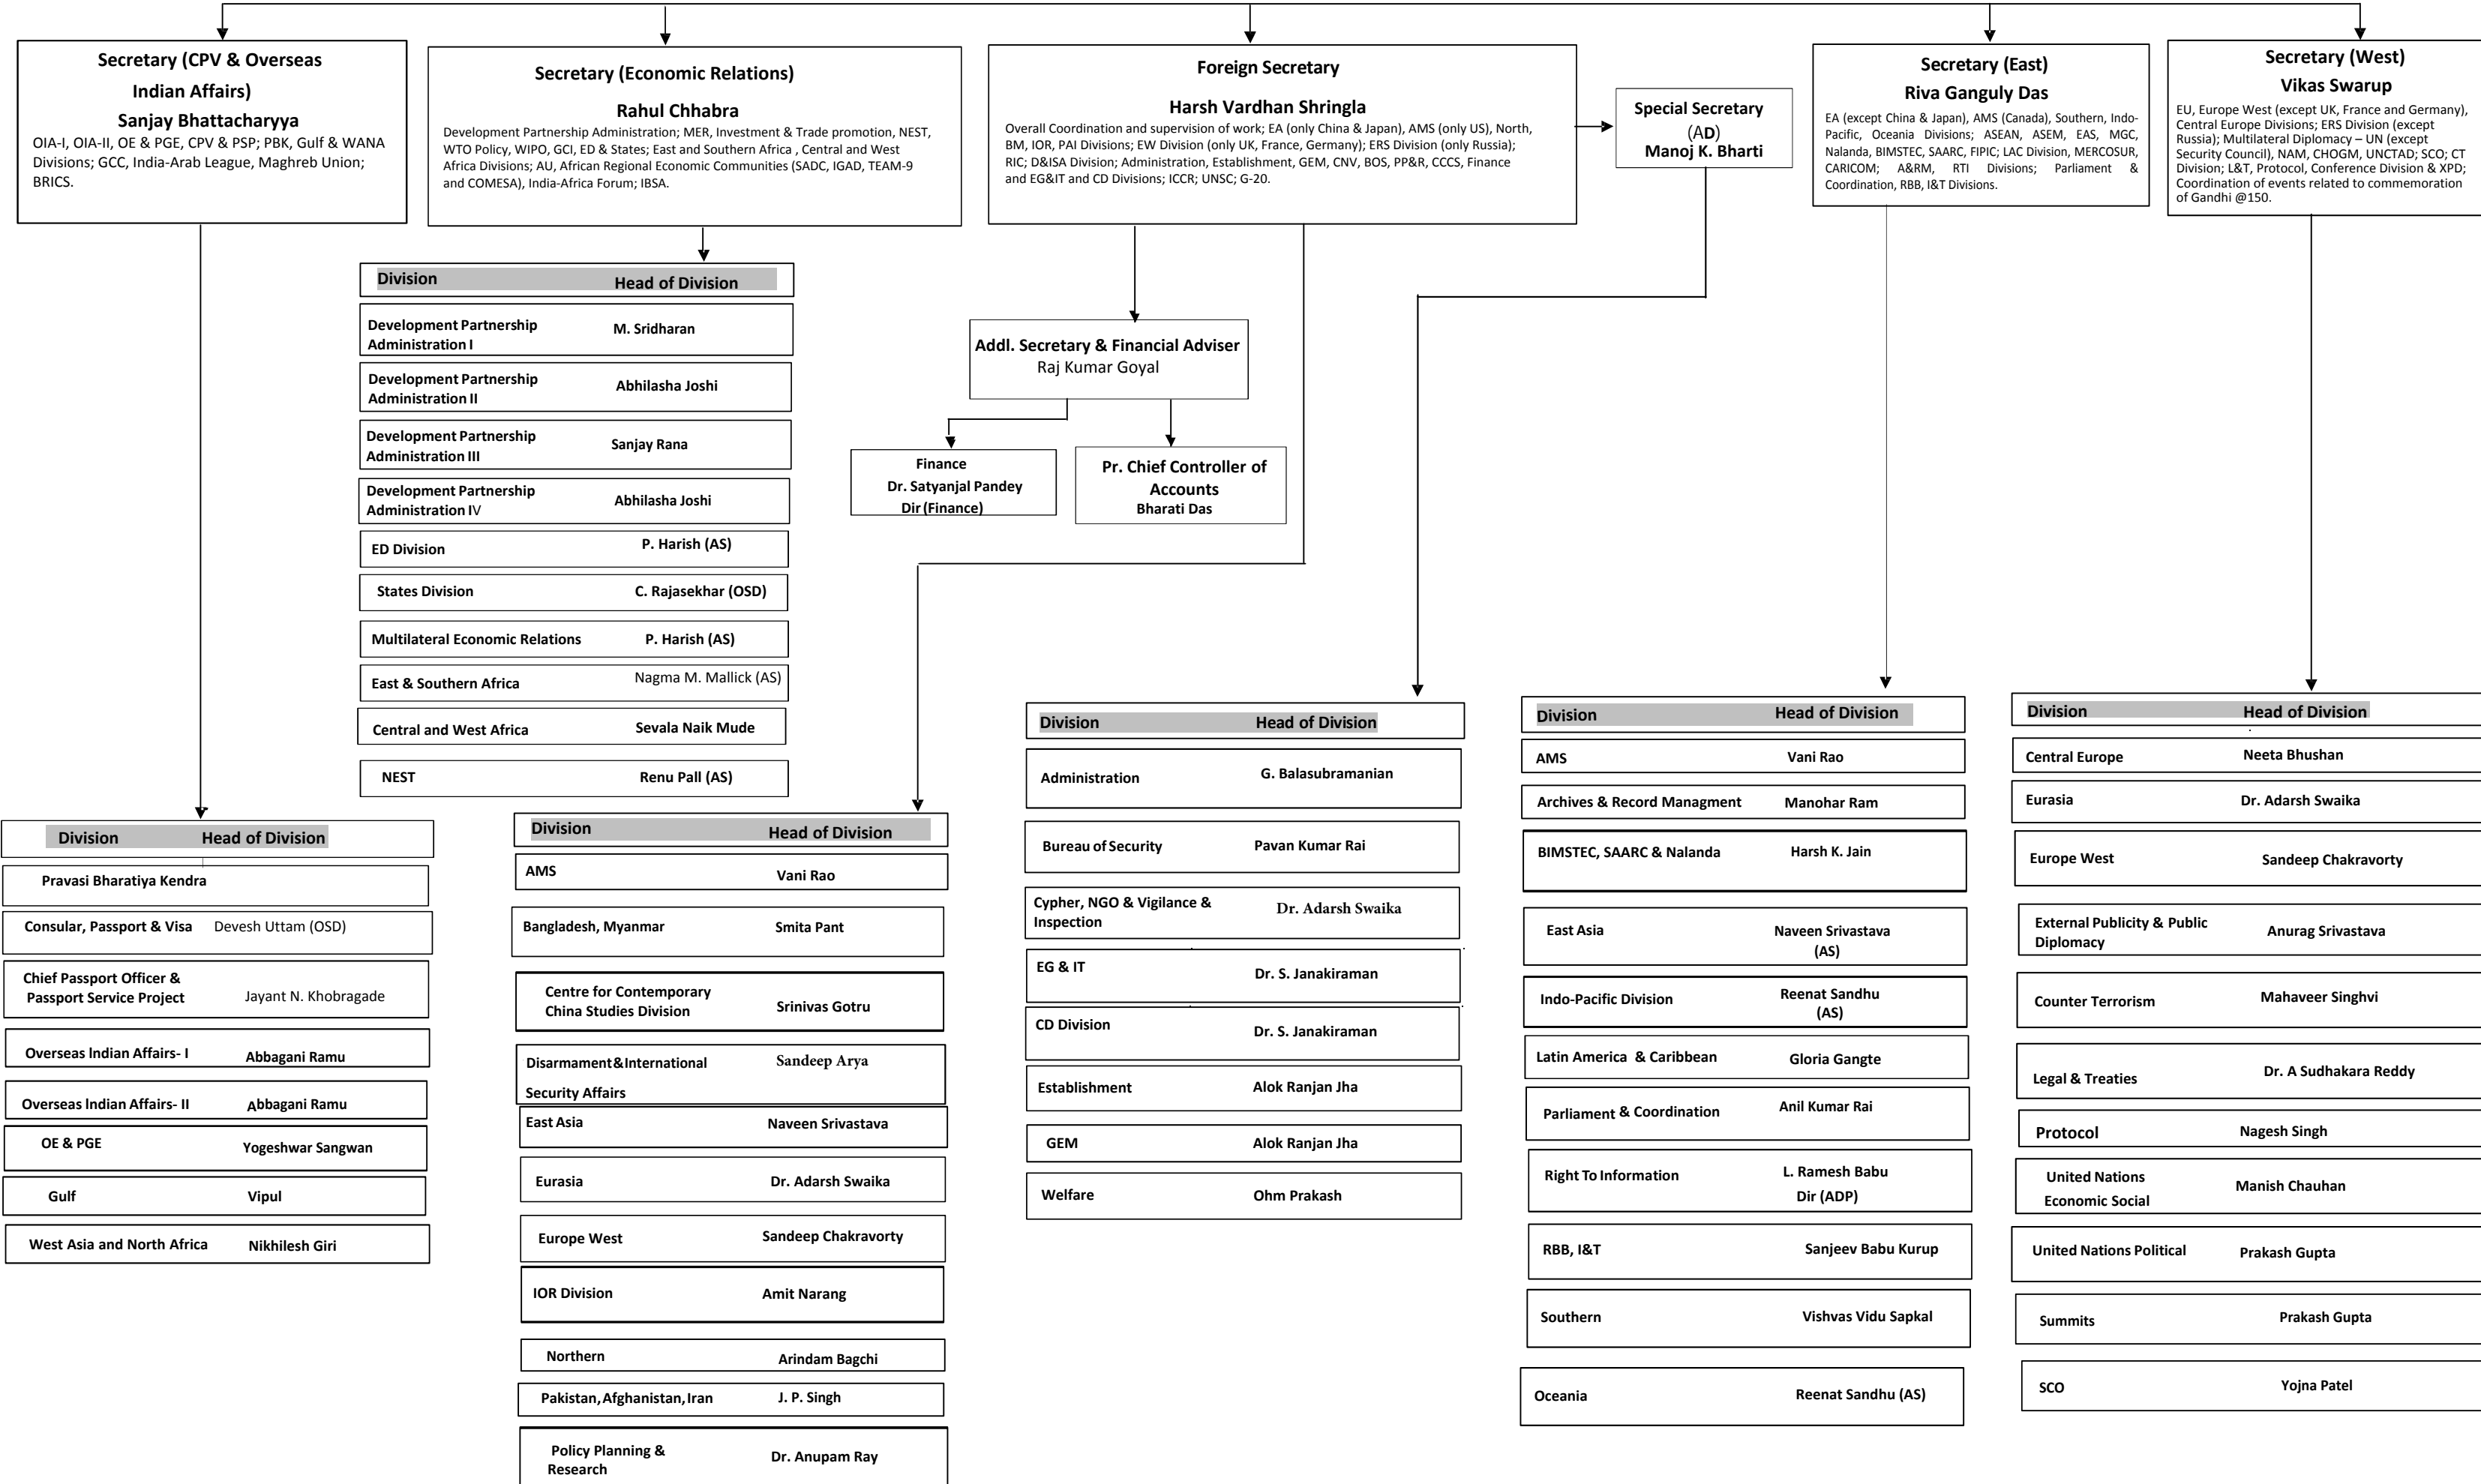 Secretary (CPV & Overseas
Indian Affairs)
Sanjay Bhattacharyya
OIA-I, OIA-II, OE & PGE, CPV & PSP; PBK, Gulf & WANA
Divisions; GCC, India-Arab League, Maghreb Union;
BRICS.
Secretary (Economic Relations)
Rahul Chhabra
Development Partnership Administration; MER, Investment & Trade promotion, NEST,
WTO Policy, WIPO, GCI, ED & States; East and Southern Africa , Central and West
Africa Divisions; AU, African Regional Economic Communities (SADC, IGAD, TEAM-9
and COMESA), India-Africa Forum; IBSA.
Foreign Secretary
Harsh Vardhan Shringla
Overall Coordination and supervision of work; EA (only China & Japan), AMS (only US), North,
BM, IOR, PAI Divisions; EW Division (only UK, France, Germany); ERS Division (only Russia);
RIC; D&ISA Division; Administration, Establishment, GEM, CNV, BOS, PP&R, CCCS, Finance
and EG&IT and CD Divisions; ICCR; UNSC; G-20.
Special Secretary
(AD)
Manoj K. Bharti
Secretary (East)
Riva Ganguly Das
EA (except China & Japan), AMS (Canada), Southern, Indo-
Pacific, Oceania Divisions; ASEAN, ASEM, EAS, MGC,
Nalanda, BIMSTEC, SAARC, FIPIC; LAC Division, MERCOSUR,
CARICOM; A&RM, RTI Divisions; Parliament &
Coordination, RBB, I&T Divisions.
Secretary (West)
Vikas Swarup
EU, Europe West (except UK, France and Germany),
Central Europe Divisions; ERS Division (except
Russia); Multilateral Diplomacy – UN (except
Security Council), NAM, CHOGM, UNCTAD; SCO; CT
Division; L&T, Protocol, Conference Division & XPD;
Coordination of events related to commemoration
of Gandhi @150.
Division Head of Division
Development Partnership M. Sridharan
Administration I
Development Partnership Abhilasha Joshi
Administration II
Development Partnership Sanjay Rana
Administration III
Development Partnership Abhilasha Joshi
Administration IV
ED Division P. Harish (AS)
States Division C. Rajasekhar (OSD)
Multilateral Economic Relations P. Harish (AS)
East & Southern Africa Nagma M. Mallick (AS)
Central and West Africa Sevala Naik Mude
NEST Renu Pall (AS)
Addl. Secretary & Financial Adviser
Raj Kumar Goyal
Finance
Dr. Satyanjal Pandey
Dir (Finance)
Pr. Chief Controller of
Accounts
Bharati Das
Division Head of Division
Pravasi Bharatiya Kendra
Consular, Passport & Visa Devesh Uttam (OSD)
Chief Passport Officer &
Passport Service Project Jayant N. Khobragade
Overseas Indian Affairs- I Abbagani Ramu
Overseas Indian Affairs- II Abbagani Ramu
OE & PGE Yogeshwar Sangwan
Gulf Vipul
West Asia and North Africa Nikhilesh Giri
Division Head of Division
AMS Vani Rao
Bangladesh, Myanmar Smita Pant
Centre for Contemporary
China Studies Division Srinivas Gotru
Disarmament&International Sandeep Arya
Security Affairs
East Asia Naveen Srivastava
Eurasia Dr. Adarsh Swaika
Europe West Sandeep Chakravorty
IOR Division Amit Narang
Northern Arindam Bagchi
Pakistan, Afghanistan, Iran J. P. Singh
Policy Planning & Dr. Anupam Ray
Research
Division Head of Division
Administration G. Balasubramanian
Bureau of Security Pavan Kumar Rai
Cypher, NGO & Vigilance & Dr. Adarsh Swaika
Inspection
EG & IT Dr. S. Janakiraman
CD Division Dr. S. Janakiraman
Establishment Alok Ranjan Jha
GEM Alok Ranjan Jha
Welfare Ohm Prakash
Division Head of Division
AMS Vani Rao
Archives & Record Managment Manohar Ram
BIMSTEC, SAARC & Nalanda Harsh K. Jain
East Asia Naveen Srivastava
(AS)
Indo-Pacific Division Reenat Sandhu
(AS)
Latin America & Caribbean Gloria Gangte
Parliament & Coordination Anil Kumar Rai
Right To Information L. Ramesh Babu
Dir (ADP)
RBB, I&T Sanjeev Babu Kurup
Southern Vishvas Vidu Sapkal
Oceania Reenat Sandhu (AS)
Division Head of Division
Central Europe Neeta Bhushan
Eurasia Dr. Adarsh Swaika
Europe West Sandeep Chakravorty
External Publicity & Public Anurag Srivastava
Diplomacy
Counter Terrorism Mahaveer Singhvi
Legal & Treaties Dr. A Sudhakara Reddy
Protocol Nagesh Singh
United Nations Manish Chauhan
Economic Social
United Nations Political Prakash Gupta
Summits Prakash Gupta
SCO Yojna Patel